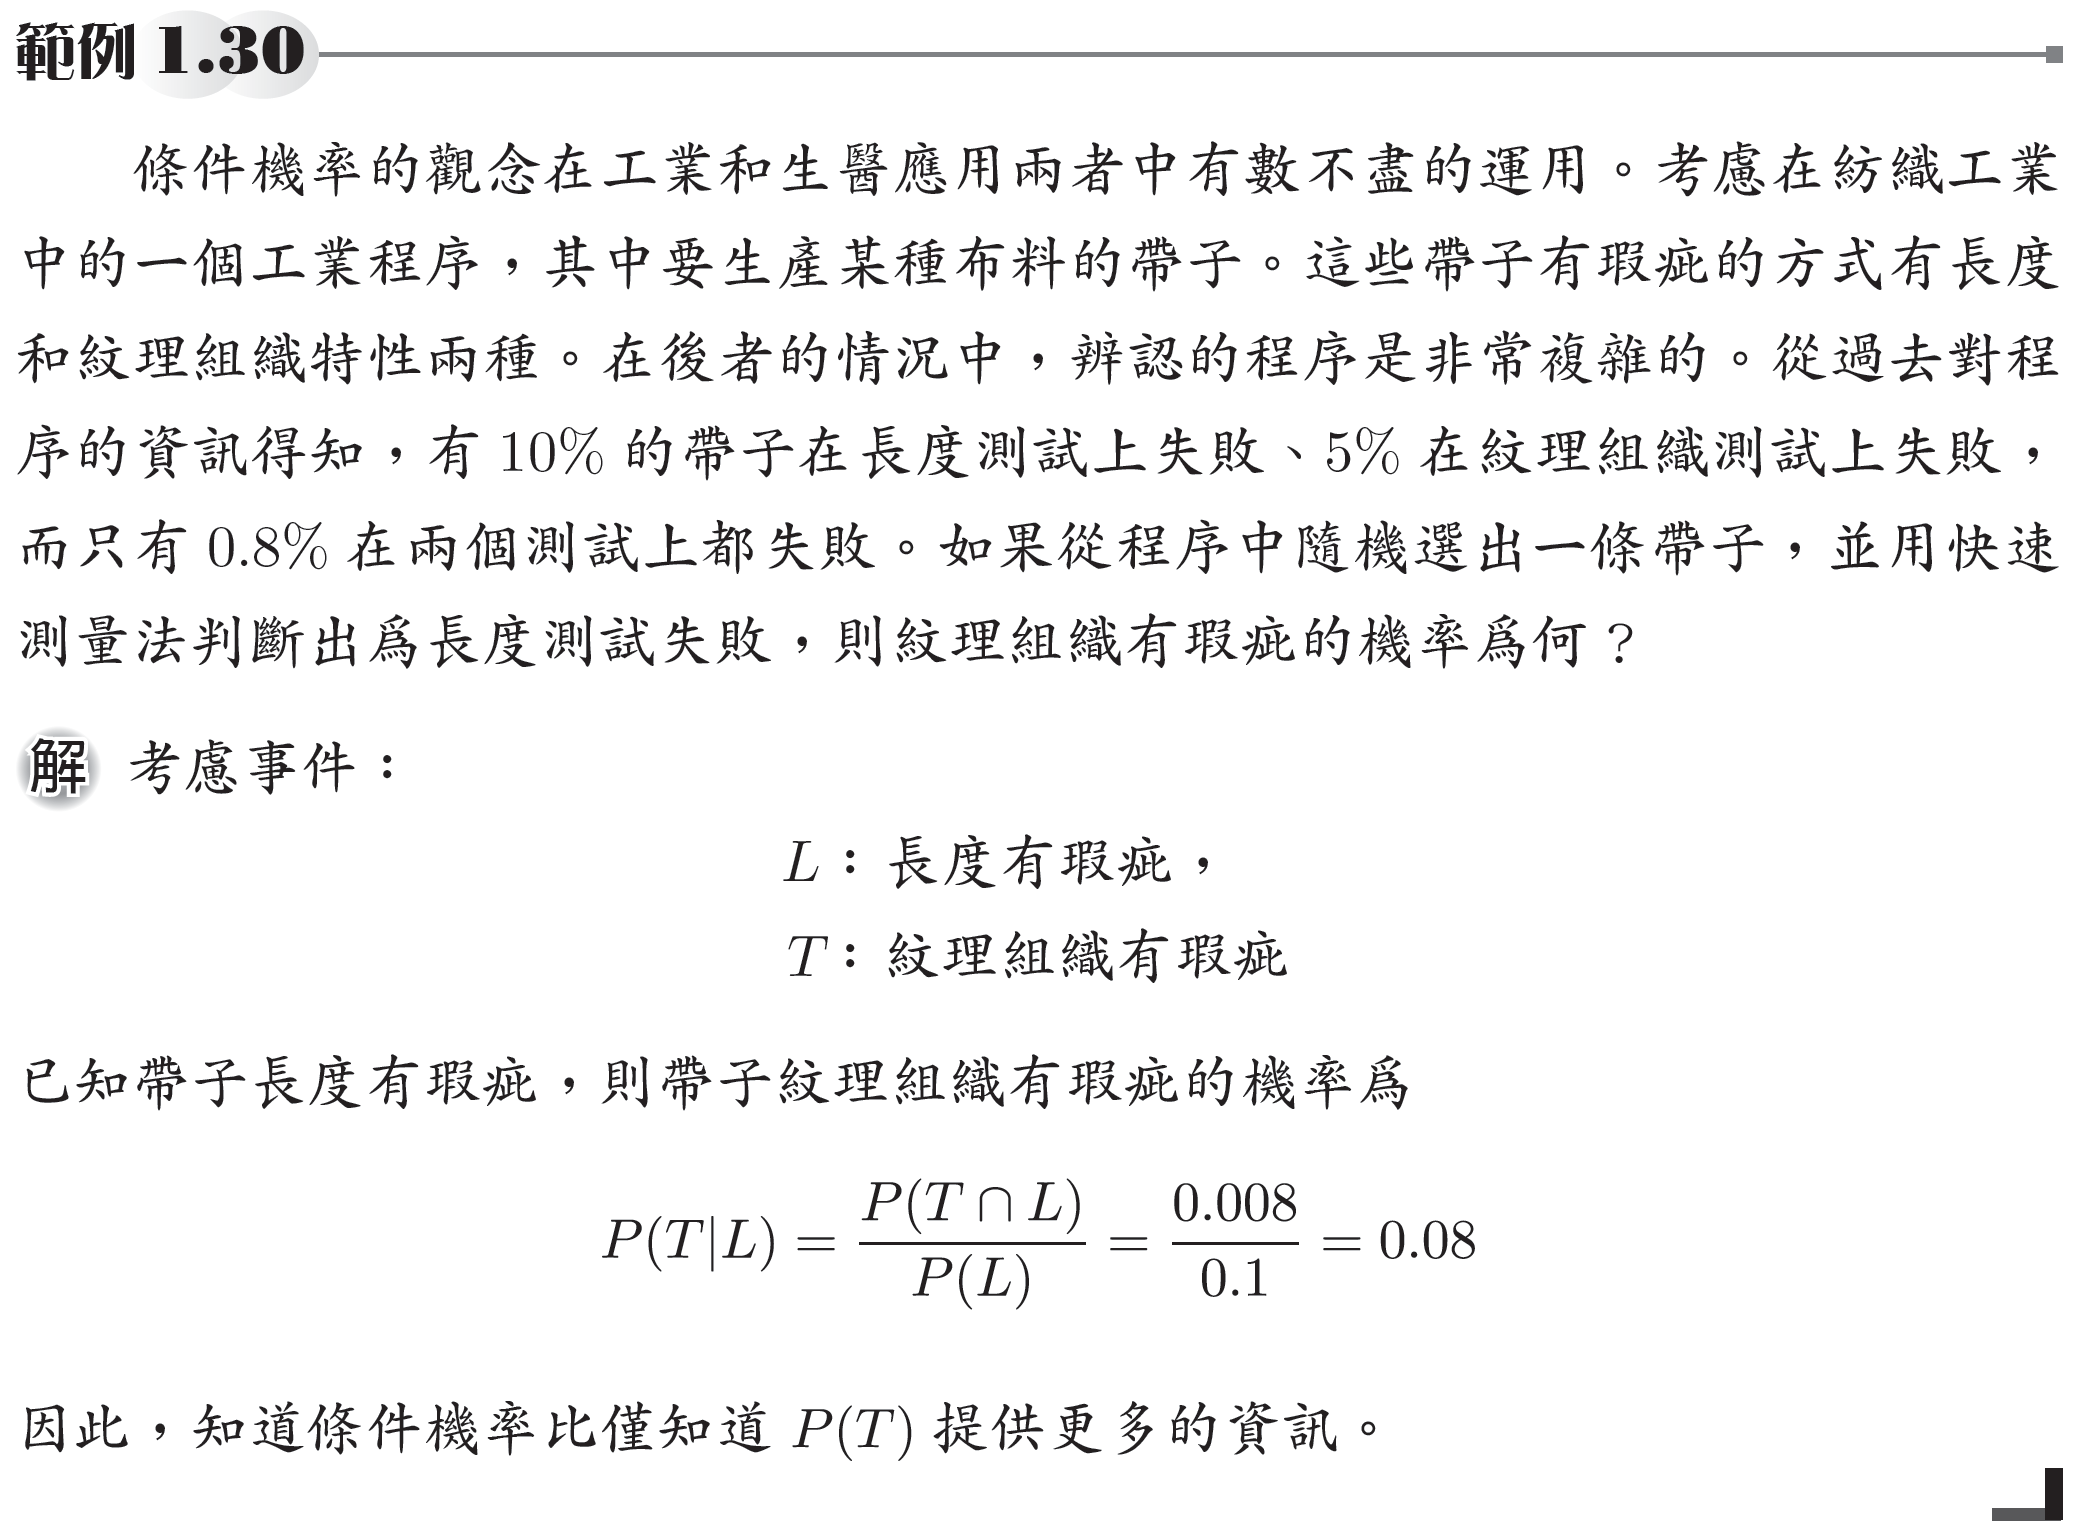 範例 1.30
條件機率的觀念在工業和生醫應用兩者中有數不盡的運用。考慮在紡織工業
中的一個工業程序，其中要生產某種布料的帶子。這些帶子有瑕疵的方式有長度
和紋理組織特性兩種。在後者的情況中，辨認的程序是非常複雜的。從過去對程
序的資訊得知，有 10% 的帶子在長度測試上失敗、5% 在紋理組織測試上失敗，
而只有 0.8% 在兩個測試上都失敗。如果從程序中隨機選出一條帶子，並用快速
測量法判斷出為長度測試失敗，則紋理組織有瑕疵的機率為何？
解 考慮事件：
L：長度有瑕疵，
T：紋理組織有瑕疵
已知帶子長度有瑕疵，則帶子紋理組織有瑕疵的機率為
P(T|L) = P(T ∩ L) / P(L) = 0.008 / 0.1 = 0.08
因此，知道條件機率比僅知道 P(T) 提供更多的資訊。